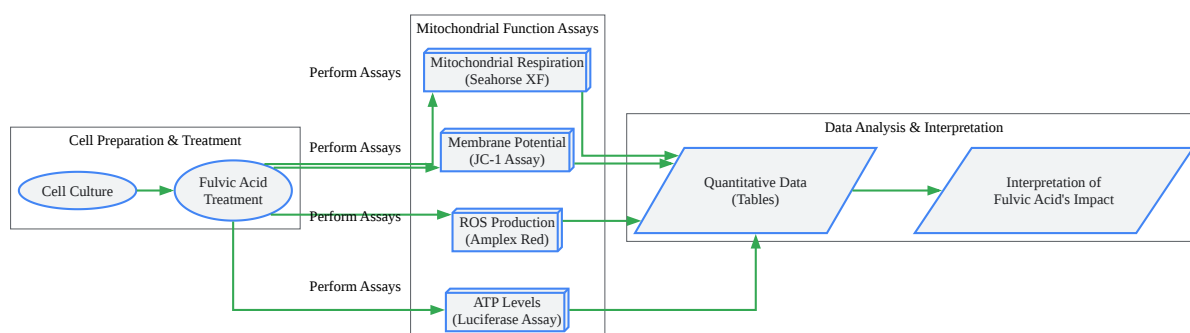 Mitochondrial Function Assays
Perform Assays
Mitochondrial Respiration
(Seahorse XF)
Cell Preparation & Treatment
Cell Culture
Fulvic Acid
Treatment
Perform Assays
Membrane Potential
(JC-1 Assay)
Perform Assays
ROS Production
(Amplex Red)
Perform Assays
ATP Levels
(Luciferase Assay)
Data Analysis & Interpretation
Quantitative Data
(Tables)
Interpretation of
Fulvic Acid's Impact